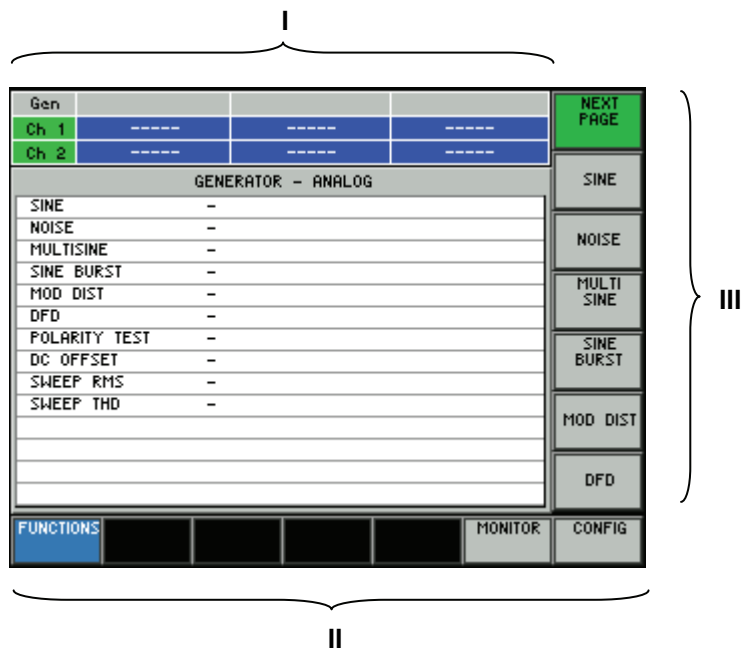 I
Gen
Ch 1 ----- ----- -----
Ch 2 ----- ----- -----
GENERATOR - ANALOG
SINE -
NOISE -
MULTISINE -
SINE BURST -
MOD DIST -
DFD -
POLARITY TEST -
DC OFFSET -
SWEEP RMS -
SWEEP THD -
NEXT
PAGE
SINE
NOISE
MULTI
SINE
SINE
BURST
MOD DIST
DFD
III
FUNCTIONS MONITOR CONFIG
II